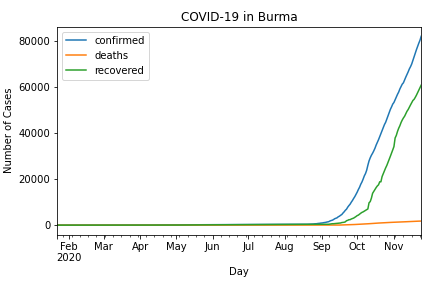 COVID-19 in Burma
confirmed
deaths
recovered
80000
60000
40000
20000
0
Number of Cases
Feb Mar Apr May Jun Jul Aug Sep Oct Nov
2020
Day